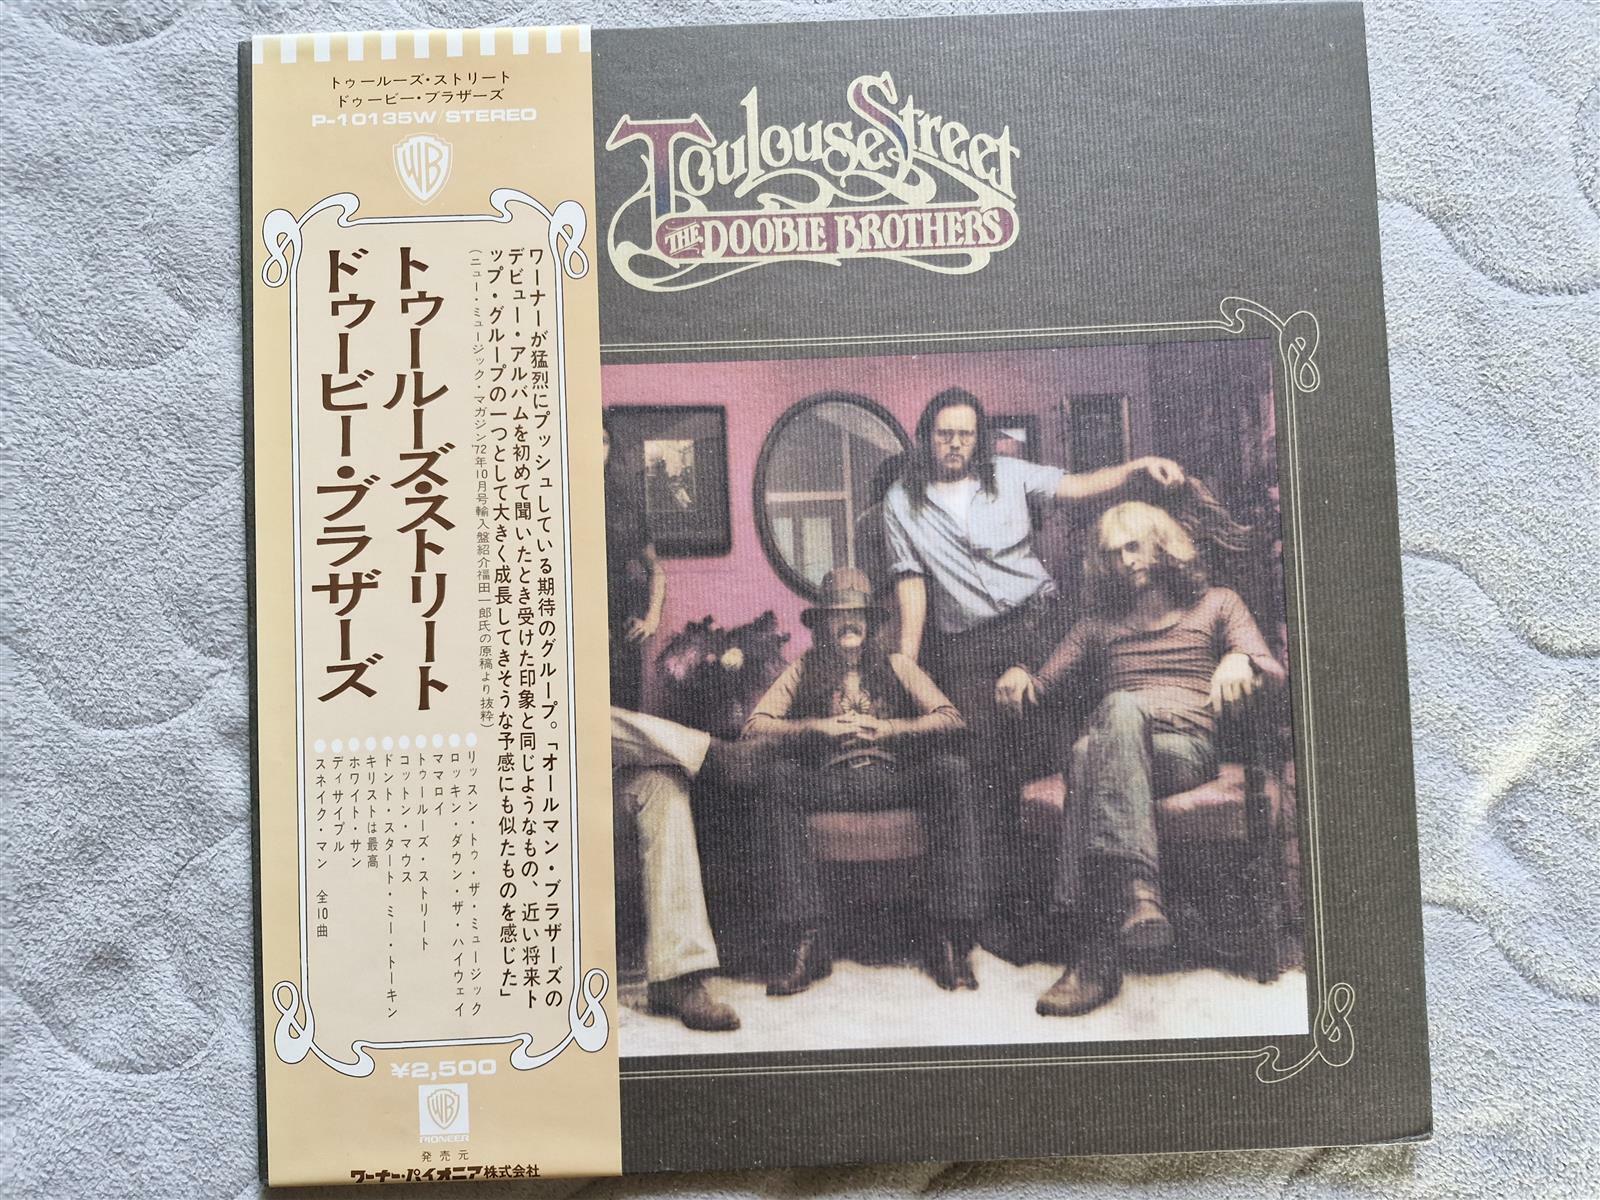 トゥールーズ・ストリート
ドゥービー・ブラザーズ
P-10135W/STEREO
WB
トゥールーズ・ストリート
ドゥービー・ブラザーズ
ワーナーが猛烈にプッシュしている期待のグループ。「オールマン・ブラザーズの
デビュー・アルバムを初めて聞いたとき受けた印象と同じようなもの、近い将来ト
ップ・グループの一つとして大きく成長してきそうな予感にも似たものを感じた」
(ニュー・ミュージック・マガジン'72年10月号輸入盤紹介福田一郎氏の原稿より抜粋)
リッスン・トゥ・ザ・ミュージック
ロッキン・ダウン・ザ・ハイウェイ
ママロイ
トゥールーズ・ストリート
コットン・マウス
ドント・スタート・ミー・トーキン
キリストは最高
ホワイト・サン
ディサイプル
スネイク・マン 全10曲
¥2,500
WB
PIONEER
発売元
ワーナー・パイオニア株式会社
Toulouse Street
THE DOOBIE BROTHERS